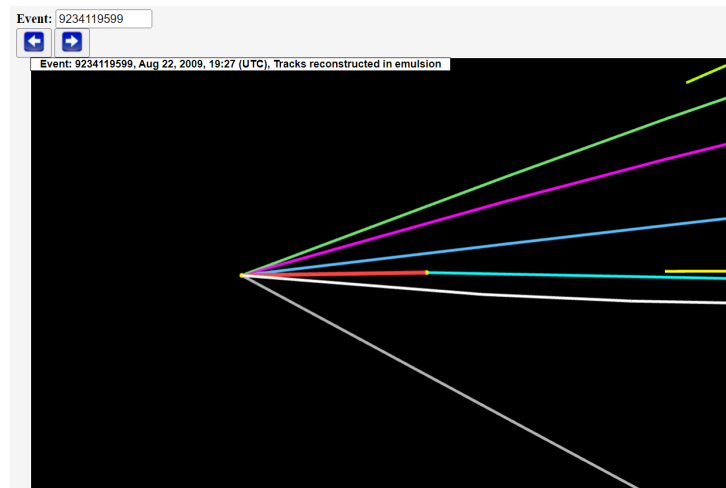 Event: 9234119599
Event: 9234119599, Aug 22, 2009, 19:27 (UTC), Tracks reconstructed in emulsion